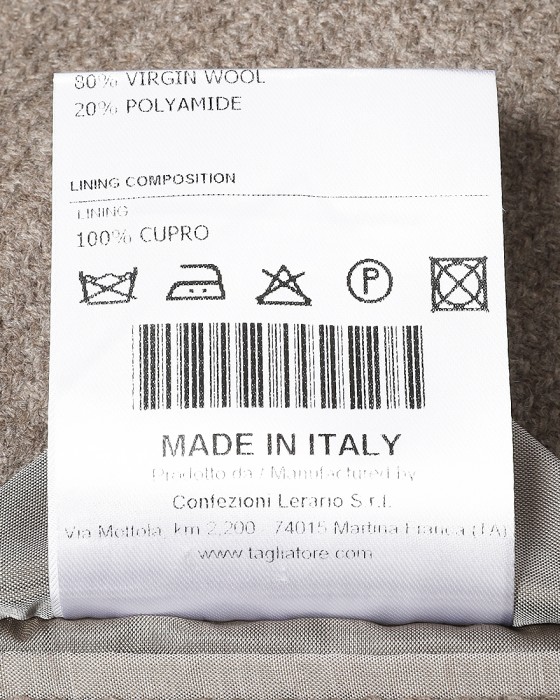 80% VIRGIN WOOL
20% POLYAMIDE
LINING COMPOSITION
LINING
100% CUPRO
P
MADE IN ITALY
Prodotto da / Manufactured by
Confezioni Lerario S.r.l.
Via Mottola, km 2,200 - 74015 Martina Franca (TA)
www.tagliatore.com